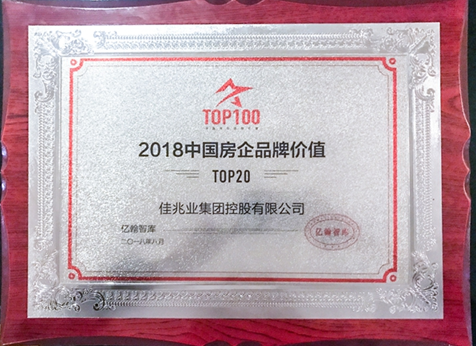 TOP100
2018中国房企品牌价值
TOP20
佳兆业集团控股有限公司
亿翰智库
二〇一八年八月
亿翰智库